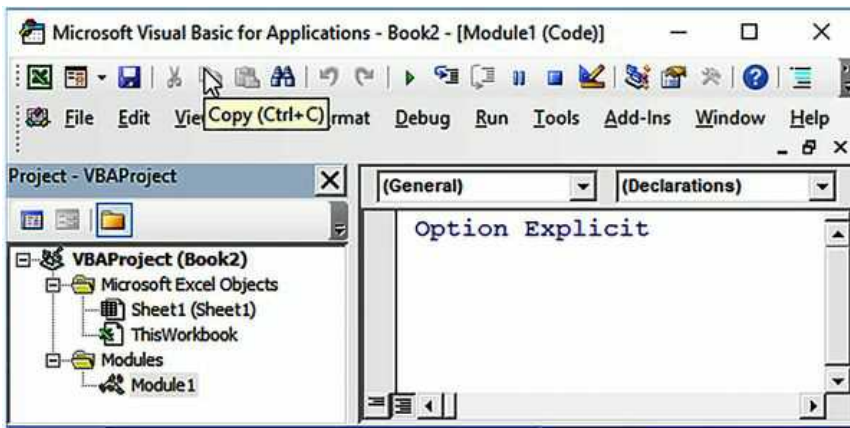 Microsoft Visual Basic for Applications - Book2 - [Module1 (Code)]
Copy (Ctrl+C)
File Edit Vie rmat Debug Run Tools Add-Ins Window Help
Project - VBAProject
(General) (Declarations)
Option Explicit
VBAProject (Book2)
Microsoft Excel Objects
Sheet1 (Sheet1)
ThisWorkbook
Modules
Module1